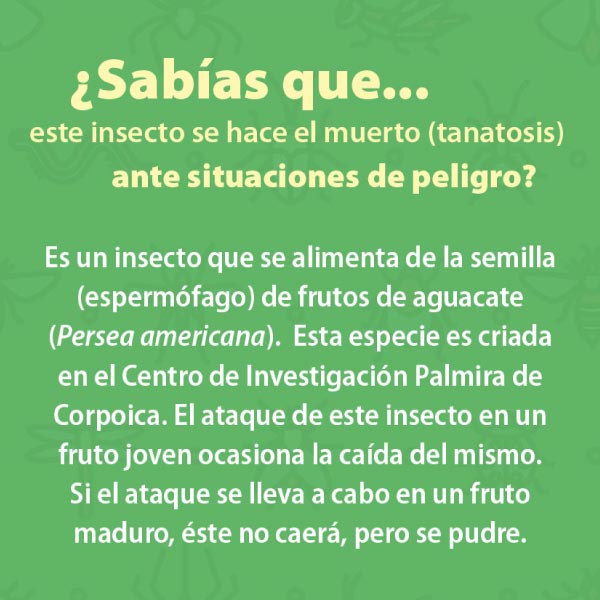 ¿Sabías que...
este insecto se hace el muerto (tanatosis)
ante situaciones de peligro?
Es un insecto que se alimenta de la semilla
(espermófago) de frutos de aguacate
(Persea americana).  Esta especie es criada
en el Centro de Investigación Palmira de
Corpoica. El ataque de este insecto en un
fruto joven ocasiona la caída del mismo.
Si el ataque se lleva a cabo en un fruto
maduro, éste no caerá, pero se pudre.